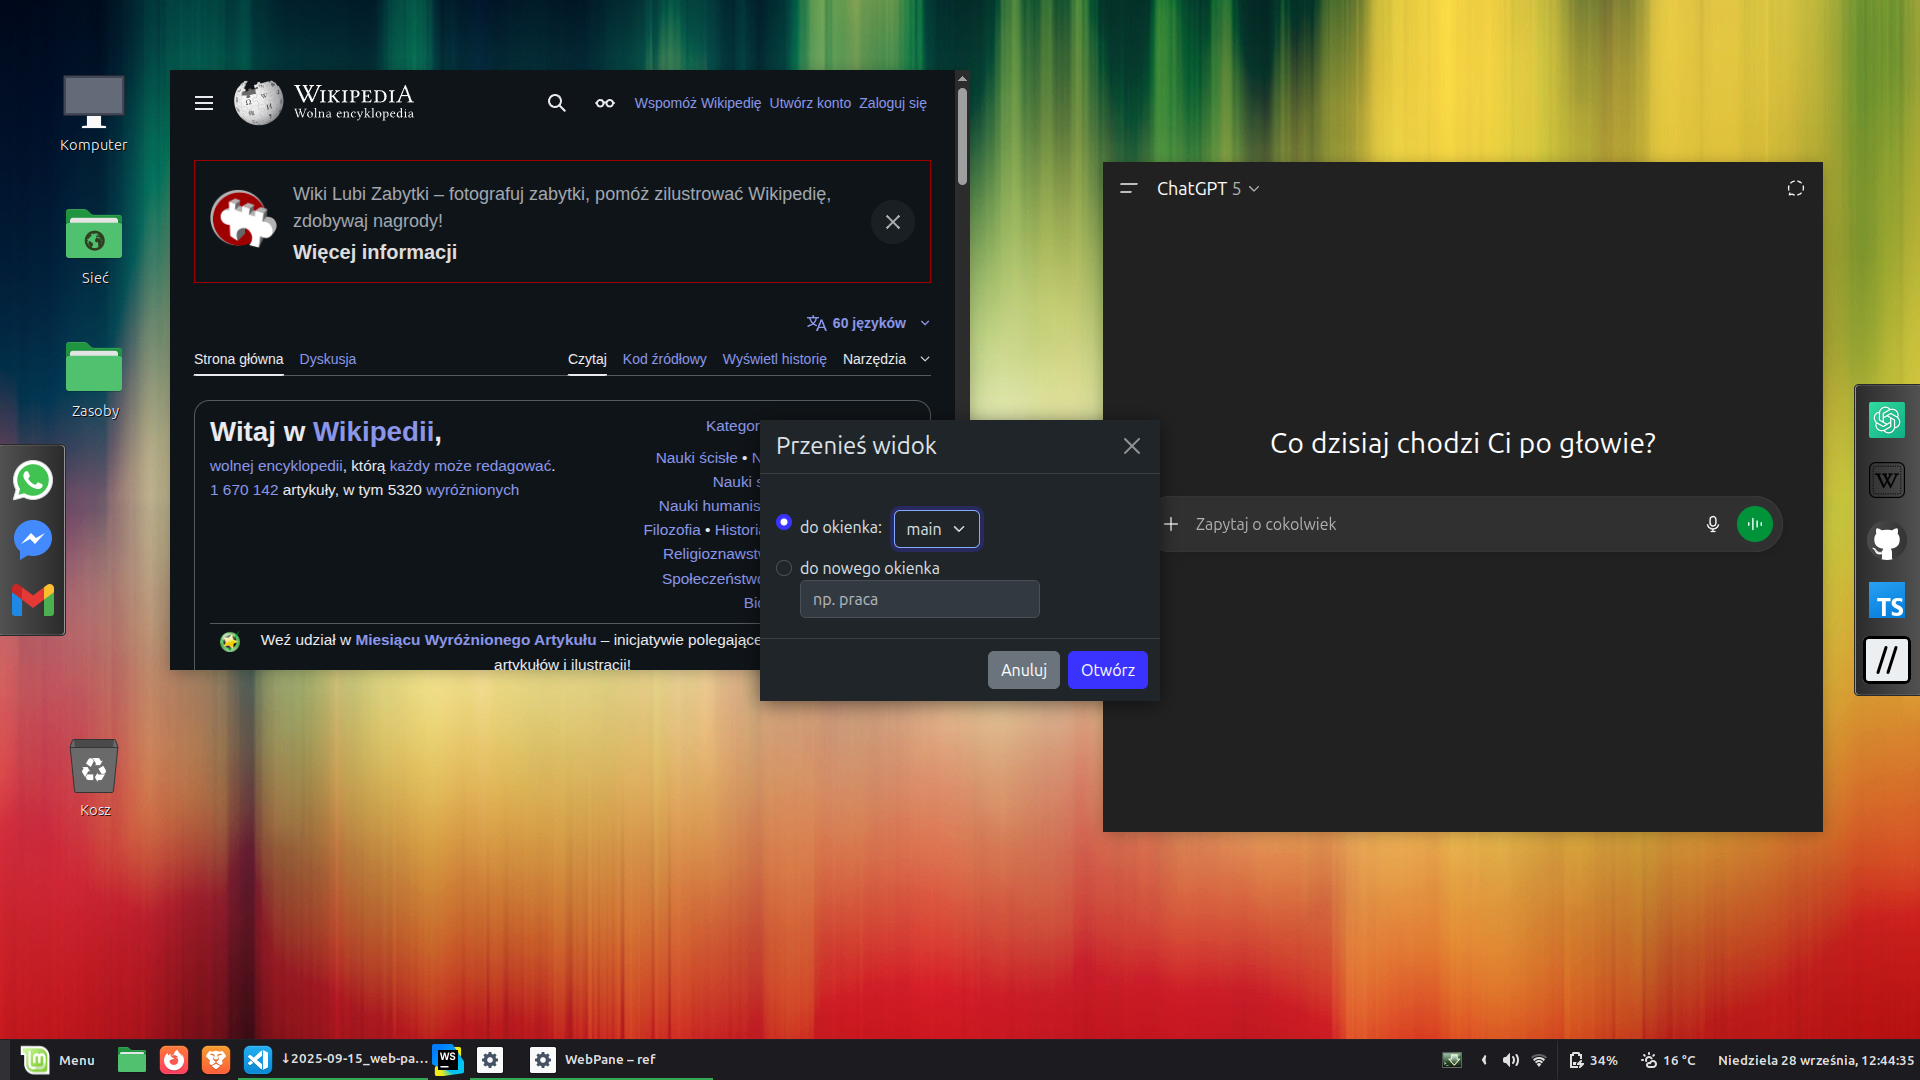 Komputer
Sieć
Zasoby
Kosz
WIKIPEDIA
Wolna encyklopedia
Wspomóż Wikipedię Utwórz konto Zaloguj się
Wiki Lubi Zabytki – fotografuj zabytki, pomóż zilustrować Wikipedię,
zdobywaj nagrody!
Więcej informacji
60 języków
Strona główna Dyskusja Czytaj Kod źródłowy Wyświetl historię Narzędzia
Witaj w Wikipedii,
wolnej encyklopedii, którą każdy może redagować.
1 670 142 artykuły, w tym 5320 wyróżnionych
Kategor
Nauki ścisłe • N
Nauki s
Nauki humanis
Filozofia • Historia
Religioznawstw
Społeczeństwo
Bio
Weź udział w Miesiącu Wyróżnionego Artykułu – inicjatywie polegające
artykułów i ilustracji!
Przenieś widok
do okienka: main
do nowego okienka
np. praca
Anuluj Otwórz
ChatGPT 5
Co dzisiaj chodzi Ci po głowie?
Zapytaj o cokolwiek
W
TS
//
Menu
↓2025-09-15_web-pa...
WS
WebPane – ref
34%
16 °C
Niedziela 28 września, 12:44:35